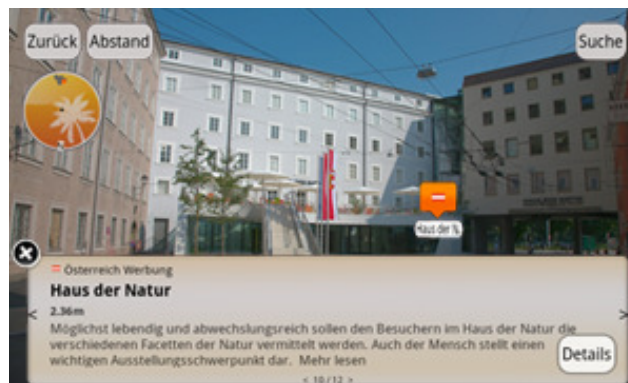 Zurück
Abstand
Suche
Haus der N.
Österreich Werbung
Haus der Natur
2.36m
Möglichst lebendig und abwechslungsreich sollen den Besuchern im Haus der Natur die
verschiedenen Facetten der Natur vermittelt werden. Auch der Mensch stellt einen
wichtigen Ausstellungsschwerpunkt dar. Mehr lesen
Details
< 10/12 >